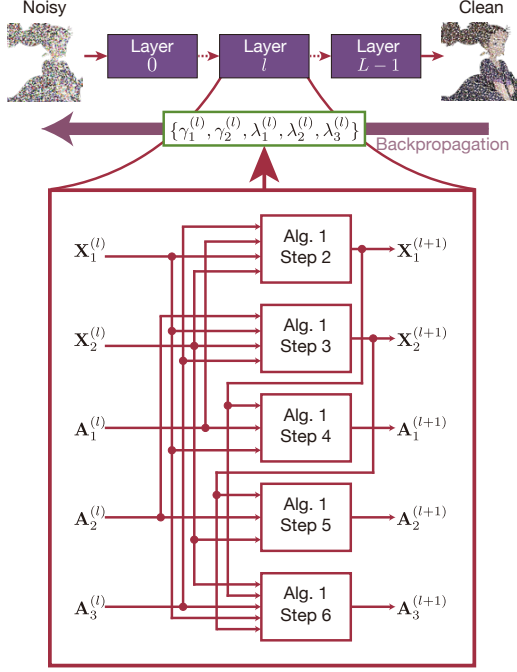 Noisy
Clean
Layer
0
Layer
l
Layer
L − 1
{γ₁⁽ˡ⁾, γ₂⁽ˡ⁾, λ₁⁽ˡ⁾, λ₂⁽ˡ⁾, λ₃⁽ˡ⁾}
Backpropagation
X₁⁽ˡ⁾
Alg. 1
Step 2
X₁⁽ˡ⁺¹⁾
X₂⁽ˡ⁾
Alg. 1
Step 3
X₂⁽ˡ⁺¹⁾
A₁⁽ˡ⁾
Alg. 1
Step 4
A₁⁽ˡ⁺¹⁾
A₂⁽ˡ⁾
Alg. 1
Step 5
A₂⁽ˡ⁺¹⁾
A₃⁽ˡ⁾
Alg. 1
Step 6
A₃⁽ˡ⁺¹⁾